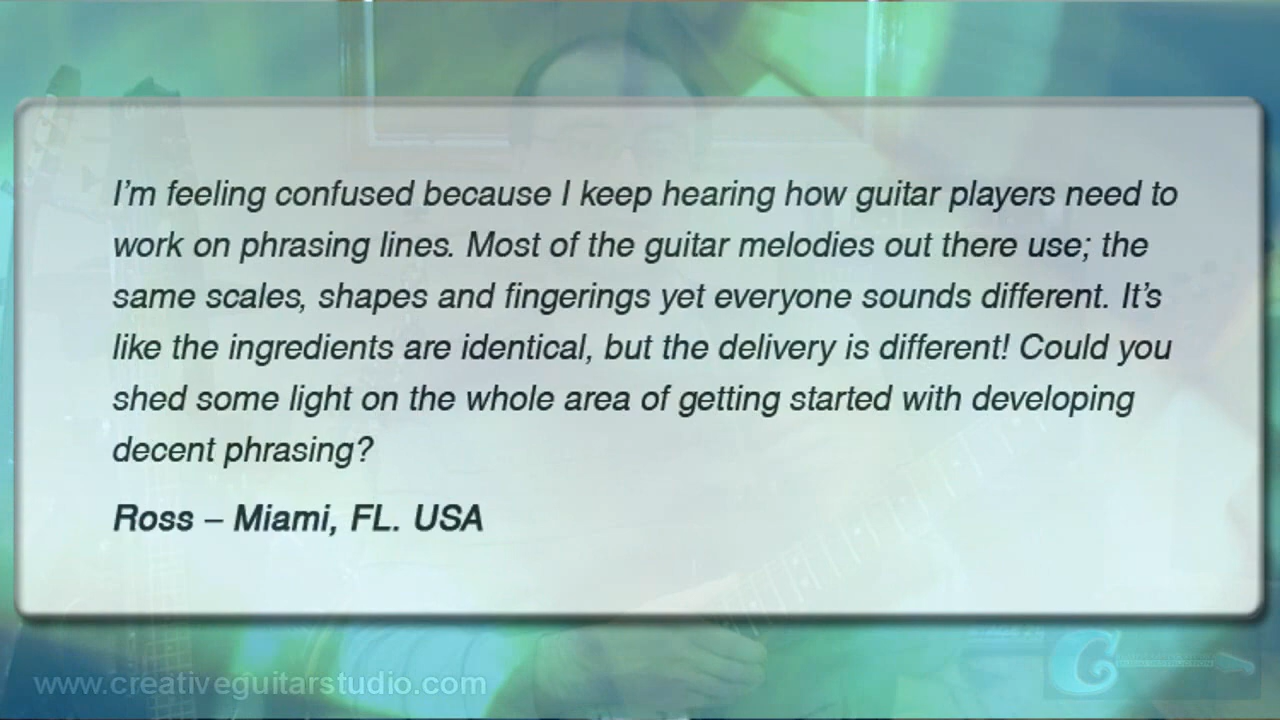 I'm feeling confused because I keep hearing how guitar players need to
work on phrasing lines. Most of the guitar melodies out there use; the
same scales, shapes and fingerings yet everyone sounds different. It's
like the ingredients are identical, but the delivery is different! Could you
shed some light on the whole area of getting started with developing
decent phrasing?
Ross – Miami, FL. USA
www.creativeguitarstudio.com